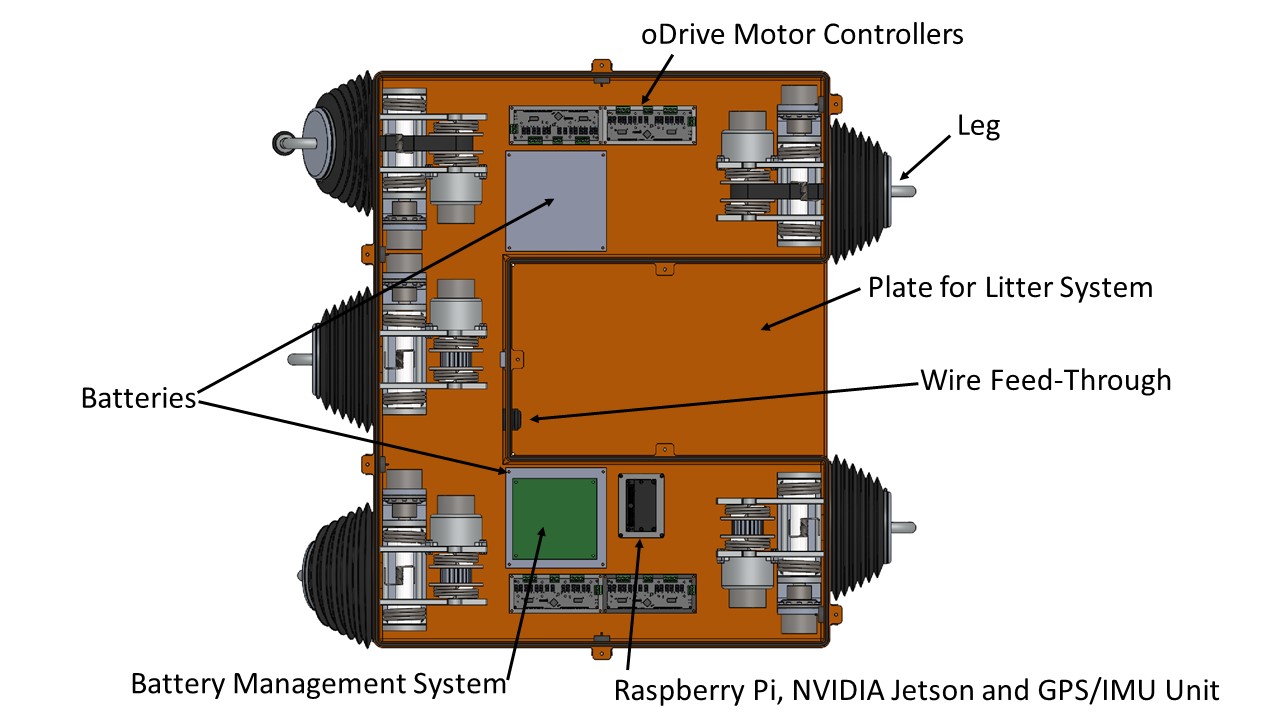 oDrive Motor Controllers
Leg
Plate for Litter System
Wire Feed-Through
Batteries
Battery Management System
Raspberry Pi, NVIDIA Jetson and GPS/IMU Unit